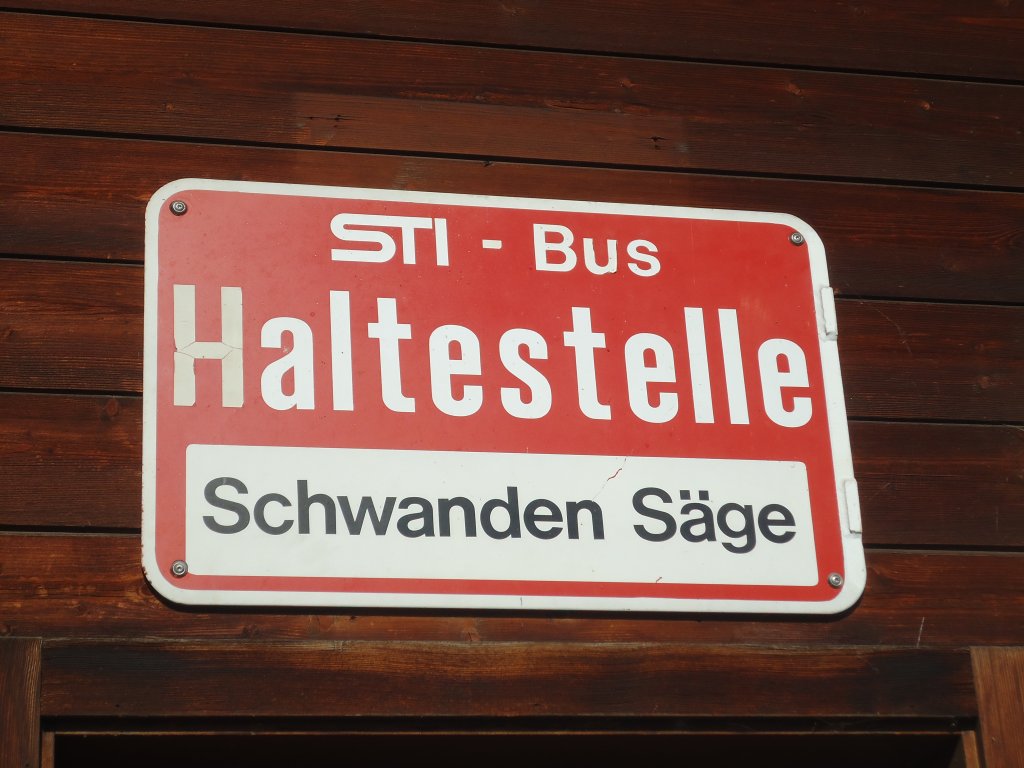 STI - Bus
Haltestelle
Schwanden Säge